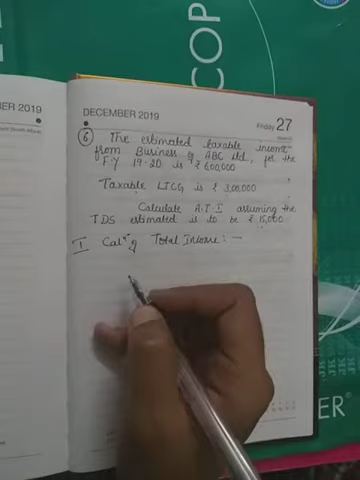 COP
ER 2019
DECEMBER 2019
Friday 27
6 The estimated taxable income
from Business of ABC Ltd, for the
F.Y 19-20 is ₹ 600,000
Taxable LTCG is ₹ 3,00,000
Calculate A.T.I assuming the
TDS estimated is to be ₹ 15,000
I Calⁿ of Total Income: —
ER